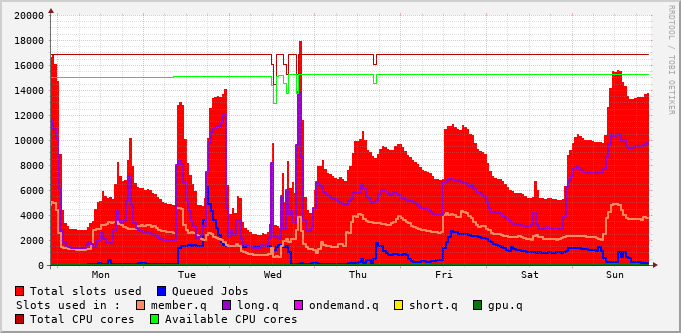 20000
18000
16000
14000
12000
10000
8000
6000
4000
2000
0
Mon Tue Wed Thu Fri Sat Sun
RRDTOOL / TOBI OETIKER
Total slots used Queued Jobs
Slots used in : member.q long.q ondemand.q short.q gpu.q
Total CPU cores Available CPU cores